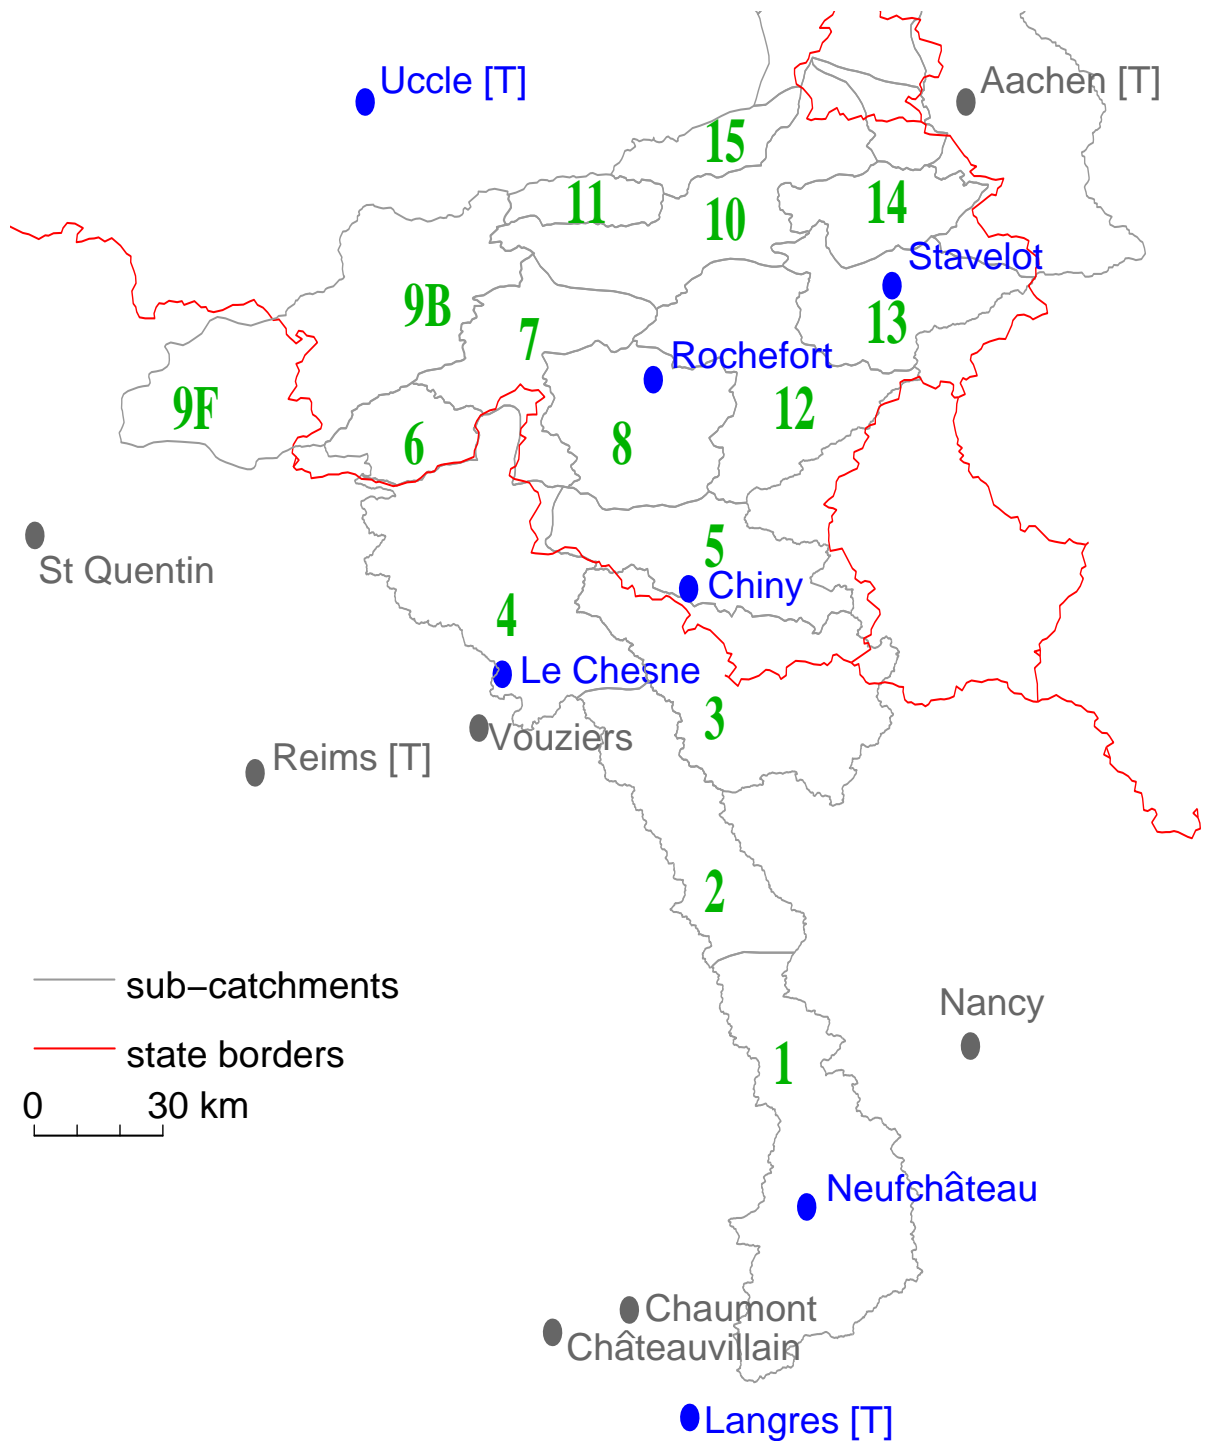 Uccle [T]
Aachen [T]
15
11
10
14
Stavelot
9B
7
13
Rochefort
9F
6
8
12
St Quentin
5
Chiny
4
Le Chesne
3
Vouziers
Reims [T]
2
sub−catchments
Nancy
state borders
1
0 30 km
Neufchâteau
Chaumont
Châteauvillain
Langres [T]